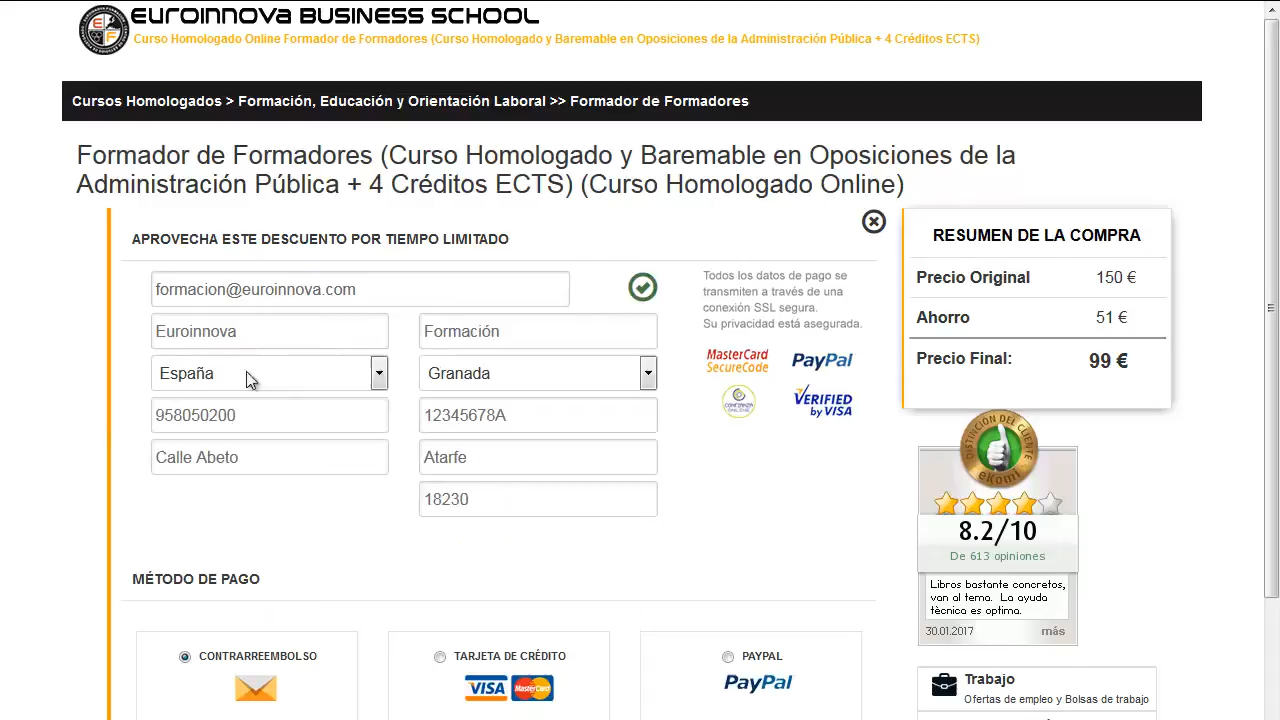 EUROINNOVA BUSINESS SCHOOL
Curso Homologado Online Formador de Formadores (Curso Homologado y Baremable en Oposiciones de la Administración Pública + 4 Créditos ECTS)
Cursos Homologados > Formación, Educación y Orientación Laboral >> Formador de Formadores
Formador de Formadores (Curso Homologado y Baremable en Oposiciones de la
Administración Pública + 4 Créditos ECTS) (Curso Homologado Online)
APROVECHA ESTE DESCUENTO POR TIEMPO LIMITADO
formacion@euroinnova.com
Euroinnova
Formación
España
Granada
958050200
12345678A
Calle Abeto
Atarfe
18230
Todos los datos de pago se
transmiten a través de una
conexión SSL segura.
Su privacidad está asegurada.
MasterCard
SecureCode
PayPal
CONFIANZA
ONLINE
VERIFIED
by VISA
RESUMEN DE LA COMPRA
Precio Original 150 €
Ahorro 51 €
Precio Final: 99 €
DISTINCIÓN DEL CLIENTE
eKomi
8.2/10
De 613 opiniones
Libros bastante concretos,
van al tema. La ayuda
tècnica es optima.
30.01.2017 más
Trabajo
Ofertas de empleo y Bolsas de trabajo
MÉTODO DE PAGO
CONTRARREEMBOLSO
TARJETA DE CRÉDITO
VISA MasterCard
PAYPAL
PayPal